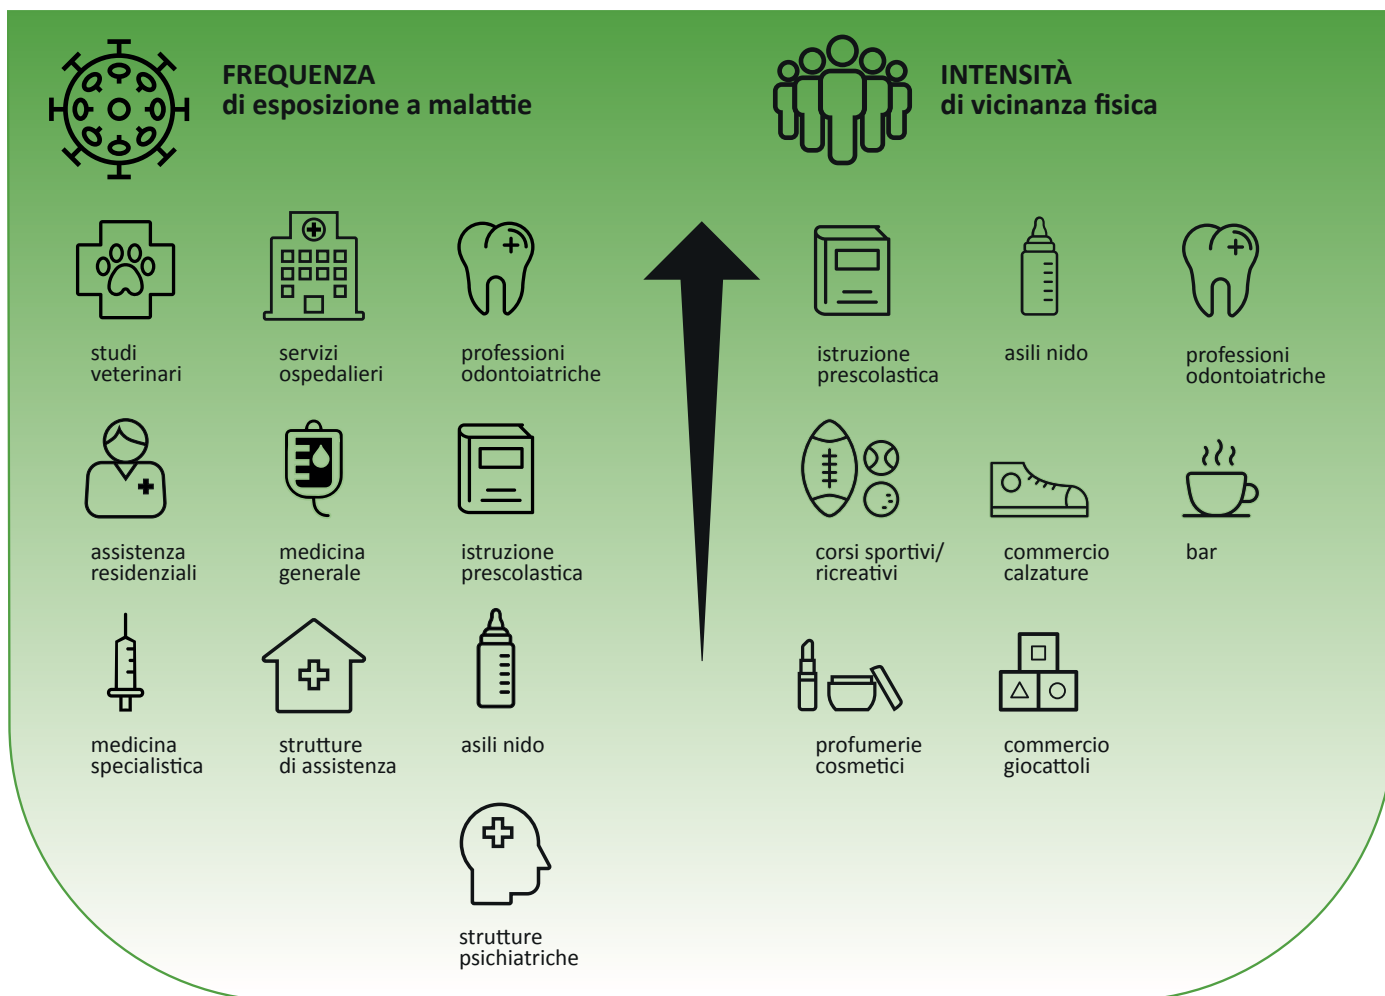 FREQUENZA
di esposizione a malattie
INTENSITÀ
di vicinanza fisica
studi
veterinari
servizi
ospedalieri
professioni
odontoiatriche
istruzione
prescolastica
asili nido
professioni
odontoiatriche
assistenza
residenziali
medicina
generale
istruzione
prescolastica
corsi sportivi/
ricreativi
commercio
calzature
bar
medicina
specialistica
strutture
di assistenza
asili nido
profumerie
cosmetici
commercio
giocattoli
strutture
psichiatriche